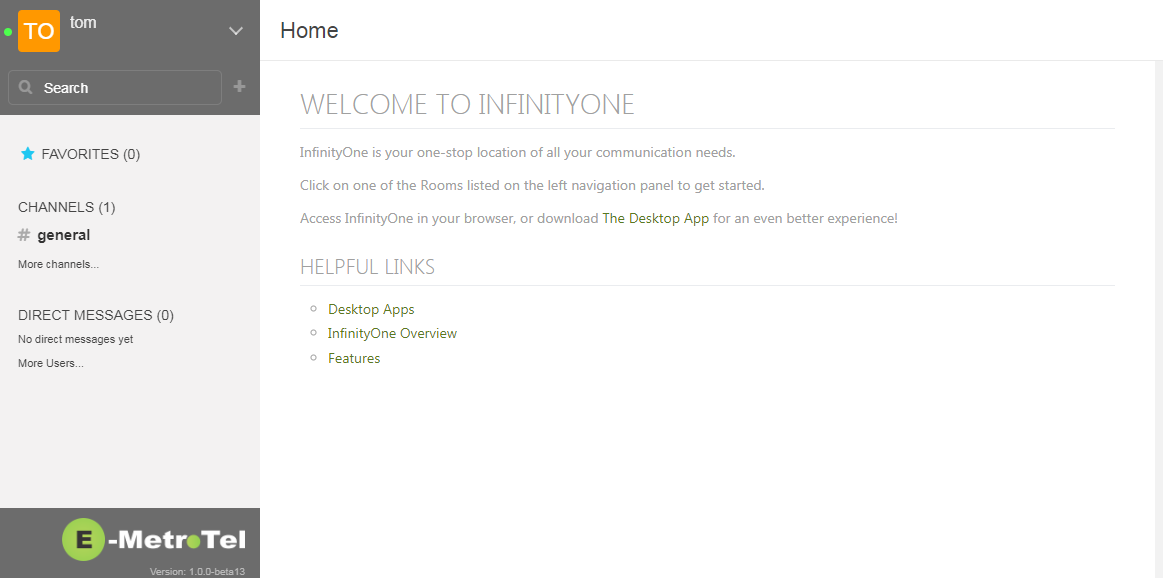 TO
tom
Search
FAVORITES (0)
CHANNELS (1)
# general
More channels...
DIRECT MESSAGES (0)
No direct messages yet
More Users...
E-MetroTel
Version: 1.0.0-beta13
Home
WELCOME TO INFINITYONE
InfinityOne is your one-stop location of all your communication needs.
Click on one of the Rooms listed on the left navigation panel to get started.
Access InfinityOne in your browser, or download The Desktop App for an even better experience!
HELPFUL LINKS
Desktop Apps
InfinityOne Overview
Features